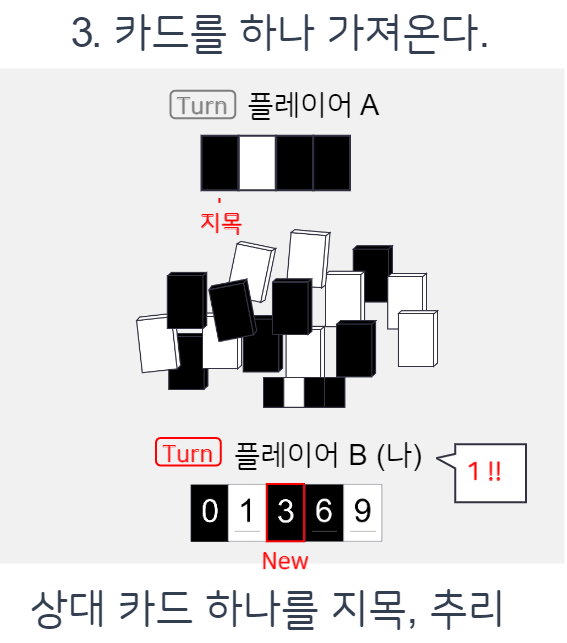 3. 카드를 하나 가져온다.
Turn 플레이어 A
지목
Turn 플레이어 B (나)
1 !!
0 1 3 6 9
New
상대 카드 하나를 지목, 추리